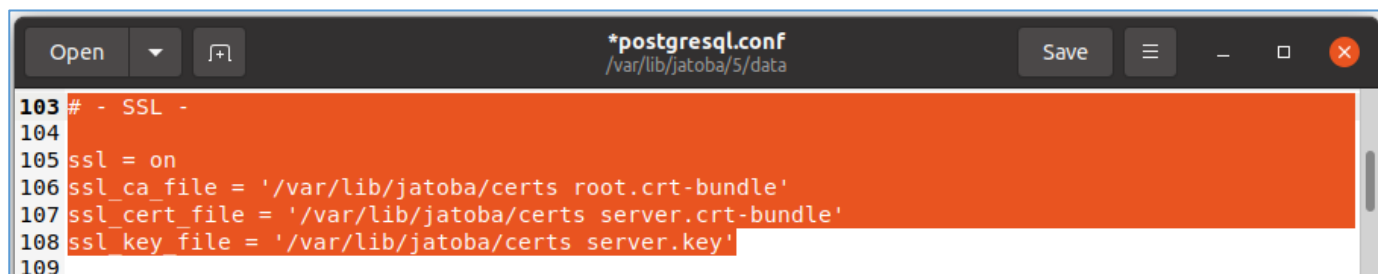 Open
*postgresql.conf
Save
/var/lib/jatoba/5/data
103 # - SSL -
104
105 ssl = on
106 ssl_ca_file = '/var/lib/jatoba/certs root.crt-bundle'
107 ssl_cert_file = '/var/lib/jatoba/certs server.crt-bundle'
108 ssl_key_file = '/var/lib/jatoba/certs server.key'
109